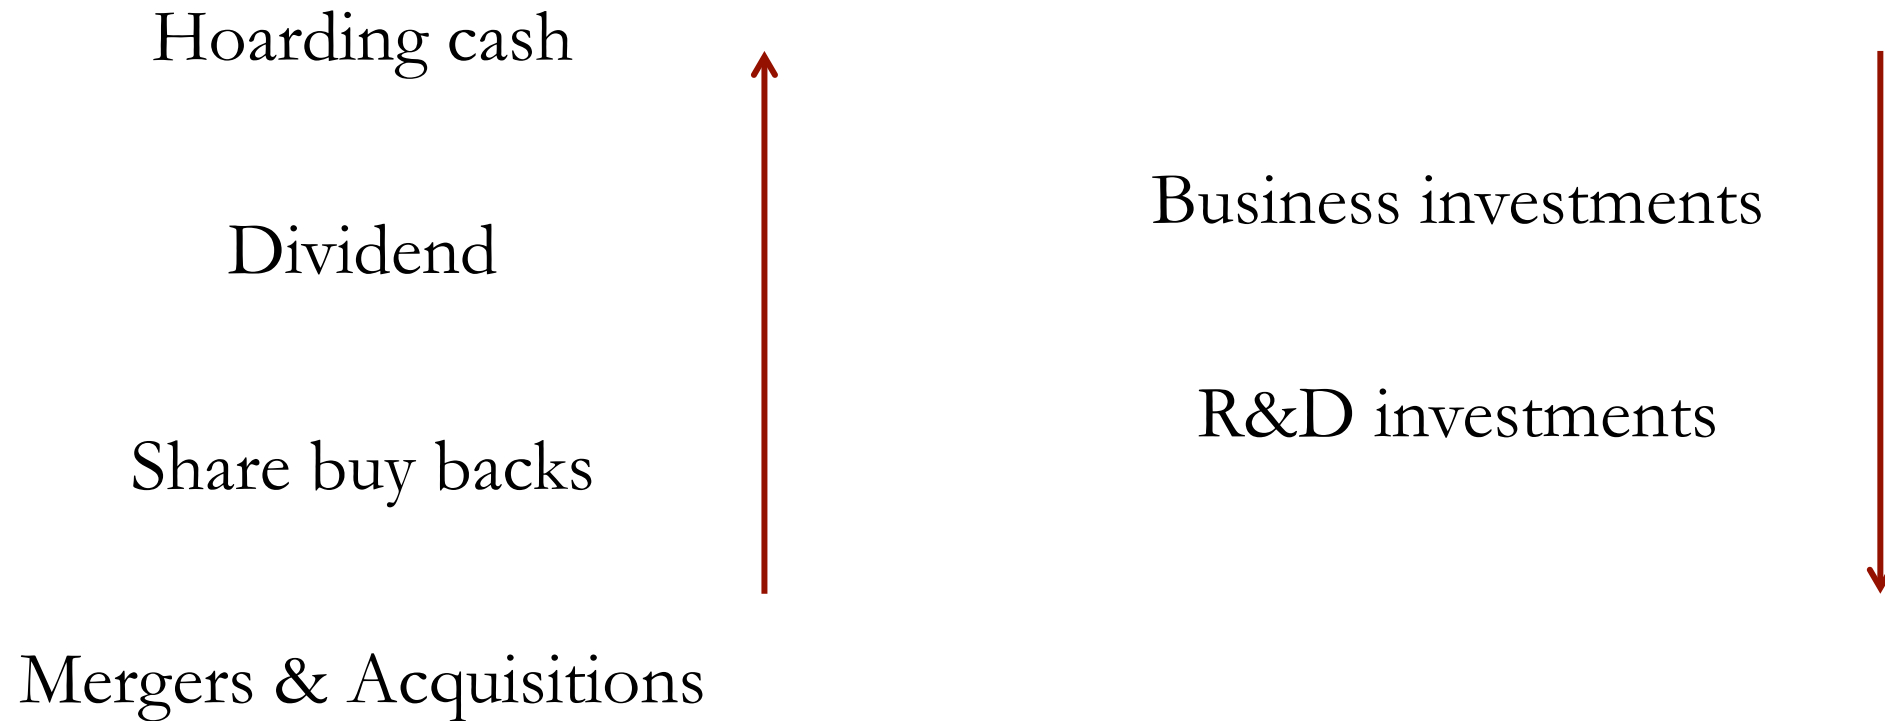 Hoarding cash
Dividend
Share buy backs
Mergers & Acquisitions
Business investments
R&D investments